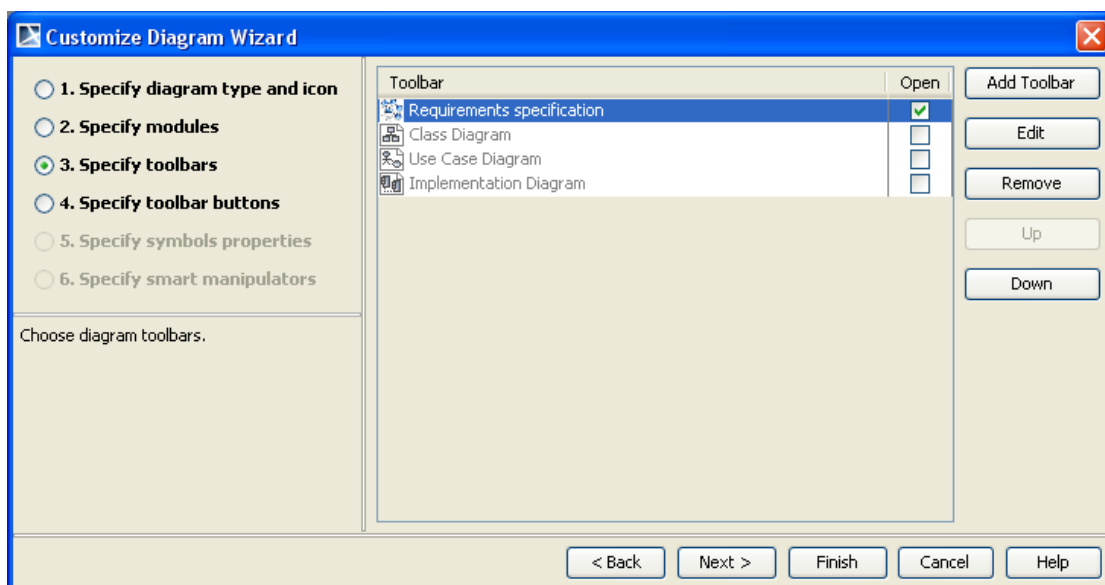 Customize Diagram Wizard
1. Specify diagram type and icon
2. Specify modules
3. Specify toolbars
4. Specify toolbar buttons
5. Specify symbols properties
6. Specify smart manipulators
Choose diagram toolbars.
Toolbar Open
Requirements specification
Class Diagram
Use Case Diagram
Implementation Diagram
Add Toolbar
Edit
Remove
Up
Down
< Back Next > Finish Cancel Help